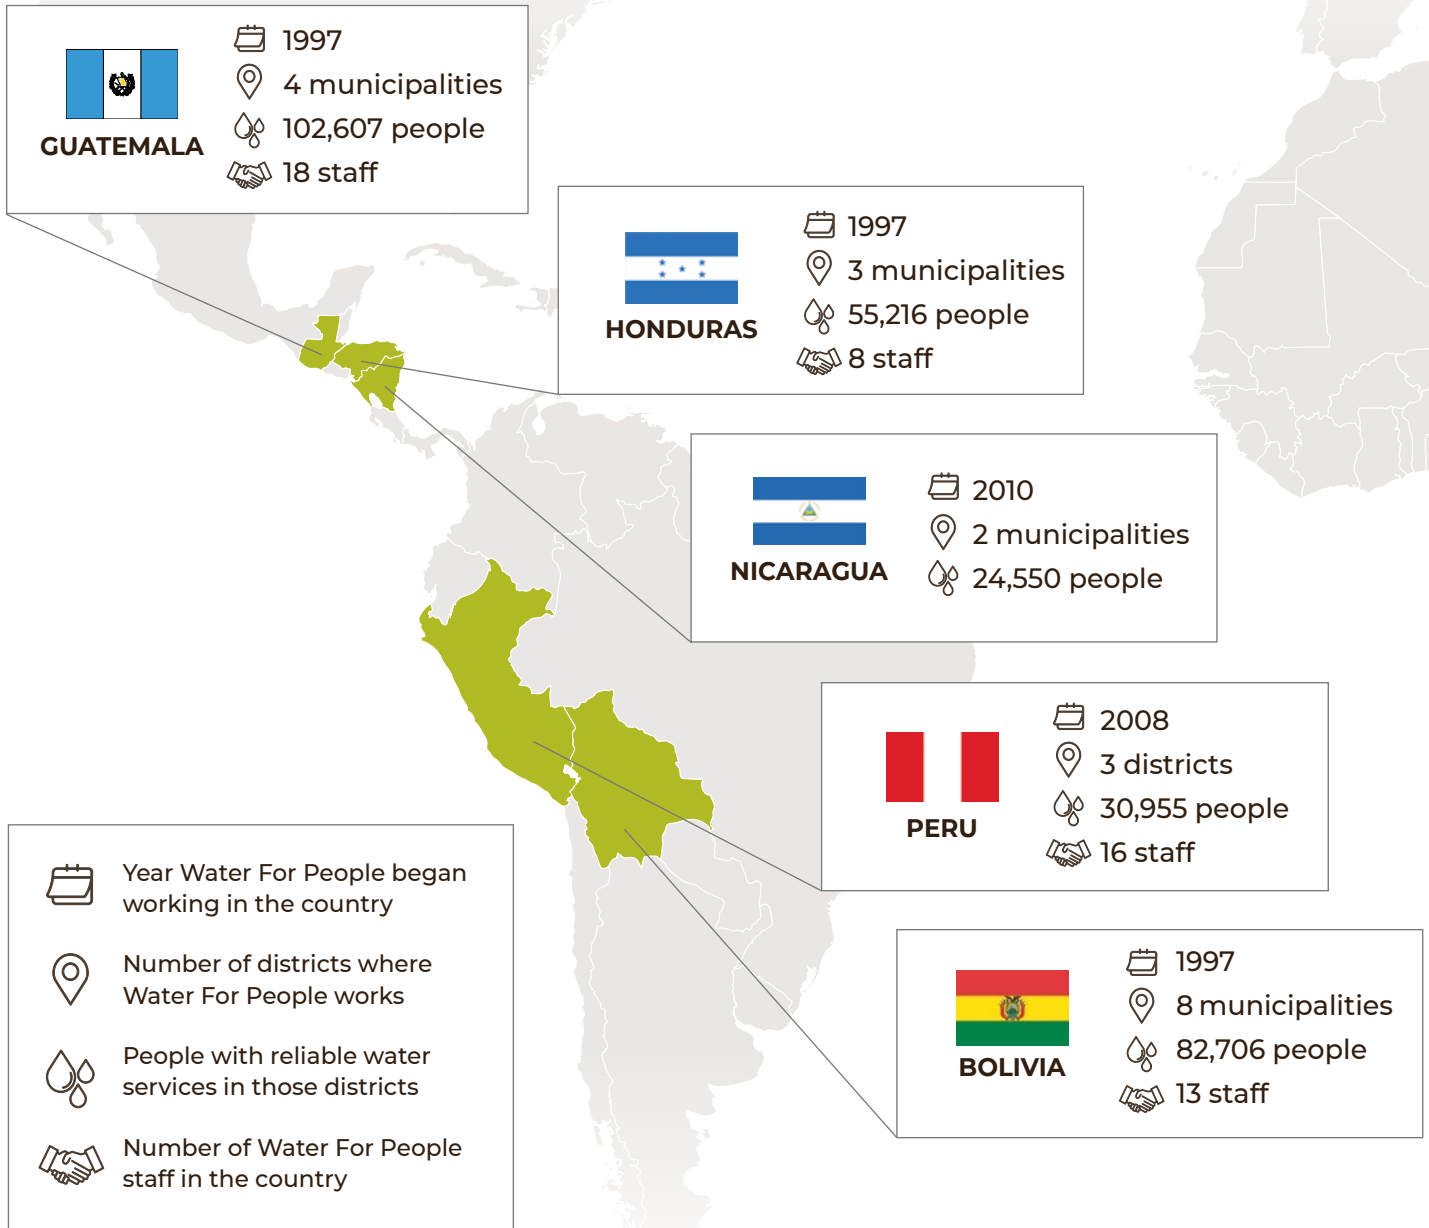 GUATEMALA
1997
4 municipalities
102,607 people
18 staff
HONDURAS
1997
3 municipalities
55,216 people
8 staff
NICARAGUA
2010
2 municipalities
24,550 people
PERU
2008
3 districts
30,955 people
16 staff
BOLIVIA
1997
8 municipalities
82,706 people
13 staff
Year Water For People began
working in the country
Number of districts where
Water For People works
People with reliable water
services in those districts
Number of Water For People
staff in the country